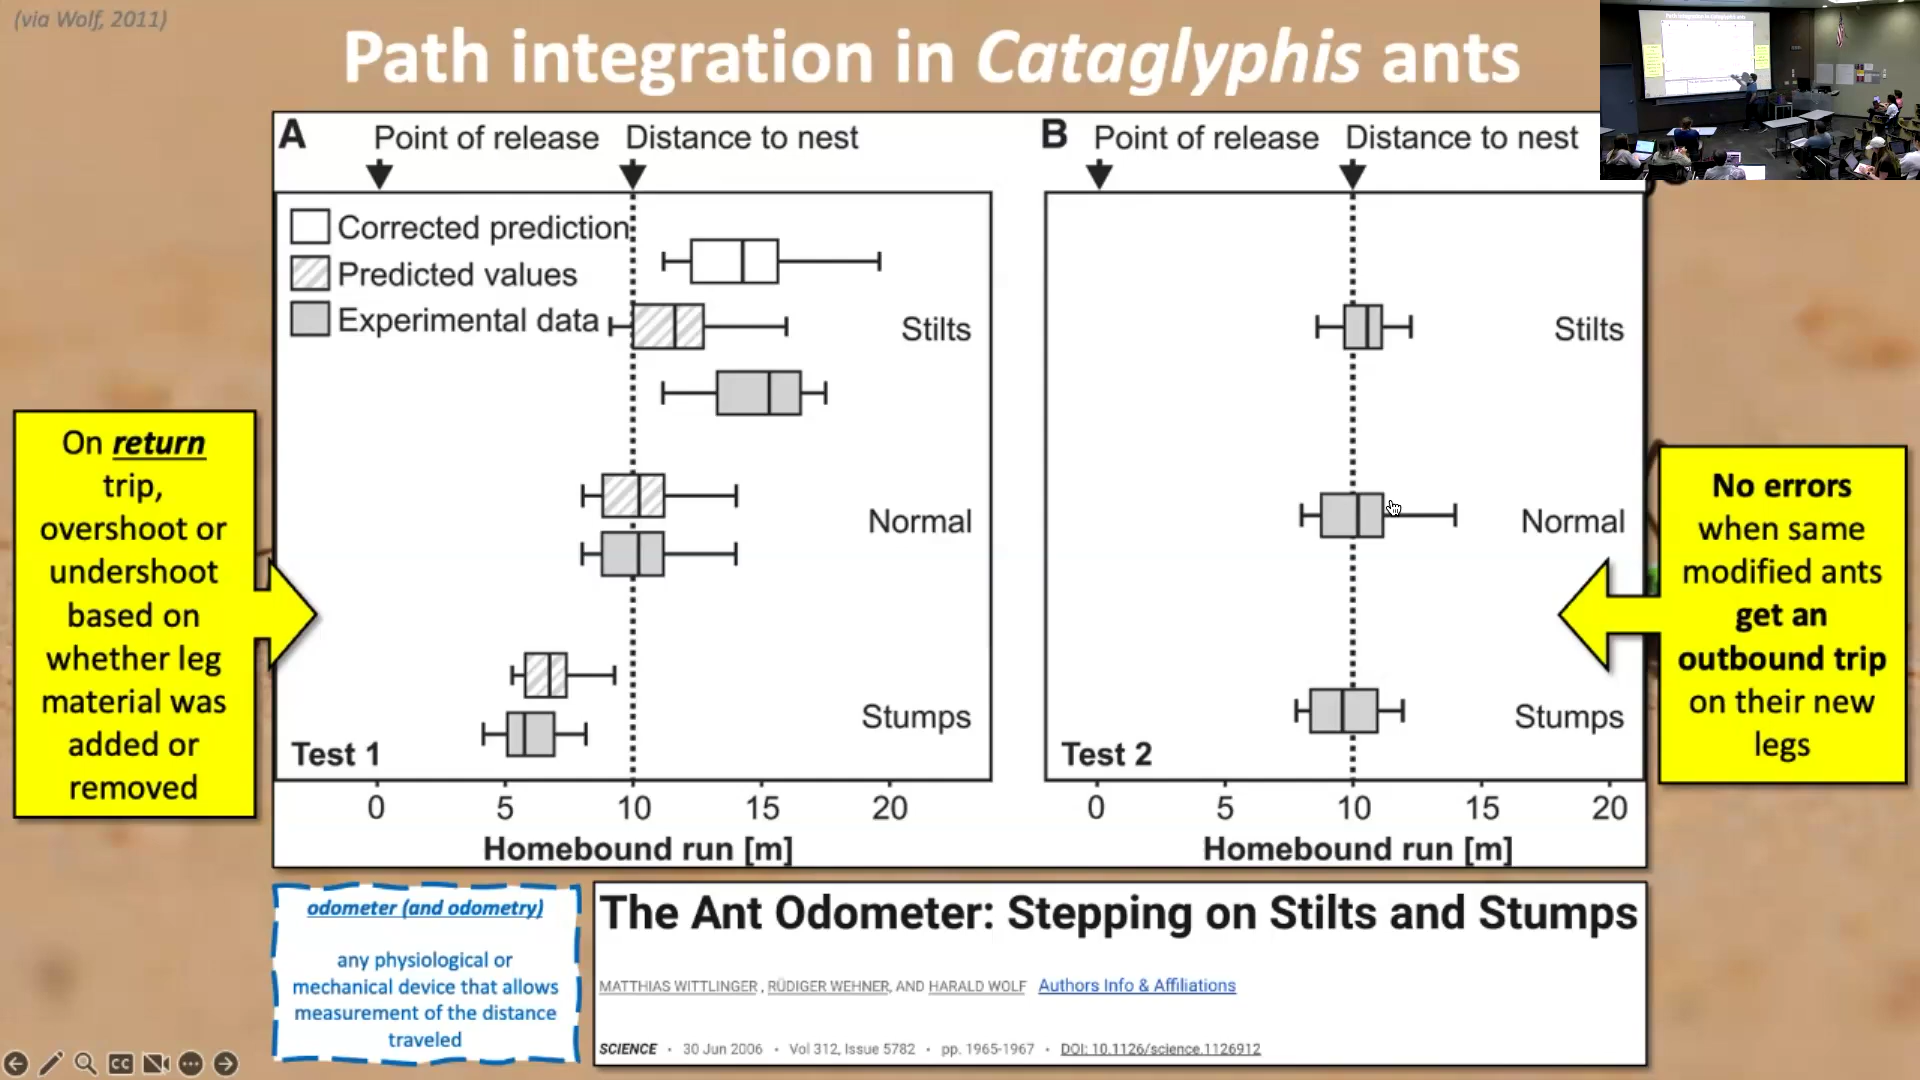 (via Wolf, 2011)
Path integration in Cataglyphis ants
A Point of release Distance to nest
Corrected prediction
Predicted values
Experimental data
Stilts
Normal
Stumps
Test 1
0 5 10 15 20
Homebound run [m]
B Point of release Distance to nest
Stilts
Normal
Stumps
Test 2
0 5 10 15 20
Homebound run [m]
On return
trip,
overshoot or
undershoot
based on
whether leg
material was
added or
removed
No errors
when same
modified ants
get an
outbound trip
on their new
legs
odometer (and odometry)
any physiological or
mechanical device that allows
measurement of the distance
traveled
The Ant Odometer: Stepping on Stilts and Stumps
MATTHIAS WITTLINGER, RÜDIGER WEHNER, AND HARALD WOLF Authors Info & Affiliations
SCIENCE · 30 Jun 2006 · Vol 312, Issue 5782 · pp. 1965-1967 · DOI: 10.1126/science.1126912
CC